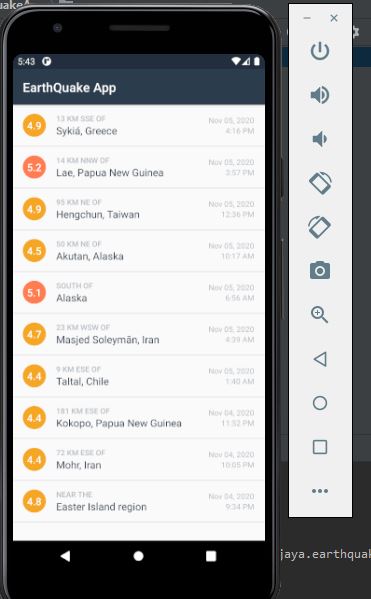 quakeA
5:43
EarthQuake App
4.9 13 KM SSE OF Nov 05, 2020
Sykiá, Greece 4:16 PM
5.2 14 KM NNW OF Nov 05, 2020
Lae, Papua New Guinea 3:57 PM
4.9 95 KM NE OF Nov 05, 2020
Hengchun, Taiwan 12:36 PM
4.5 50 KM NE OF Nov 05, 2020
Akutan, Alaska 10:17 AM
5.1 SOUTH OF Nov 05, 2020
Alaska 6:56 AM
4.7 23 KM WSW OF Nov 05, 2020
Masjed Soleymān, Iran 4:39 AM
4.4 9 KM ESE OF Nov 05, 2020
Taltal, Chile 1:40 AM
4.4 181 KM ESE OF Nov 04, 2020
Kokopo, Papua New Guinea 11:52 PM
4.4 72 KM ESE OF Nov 04, 2020
Mohr, Iran 10:05 PM
4.8 NEAR THE Nov 04, 2020
Easter Island region 9:34 PM
jaya.earthquak